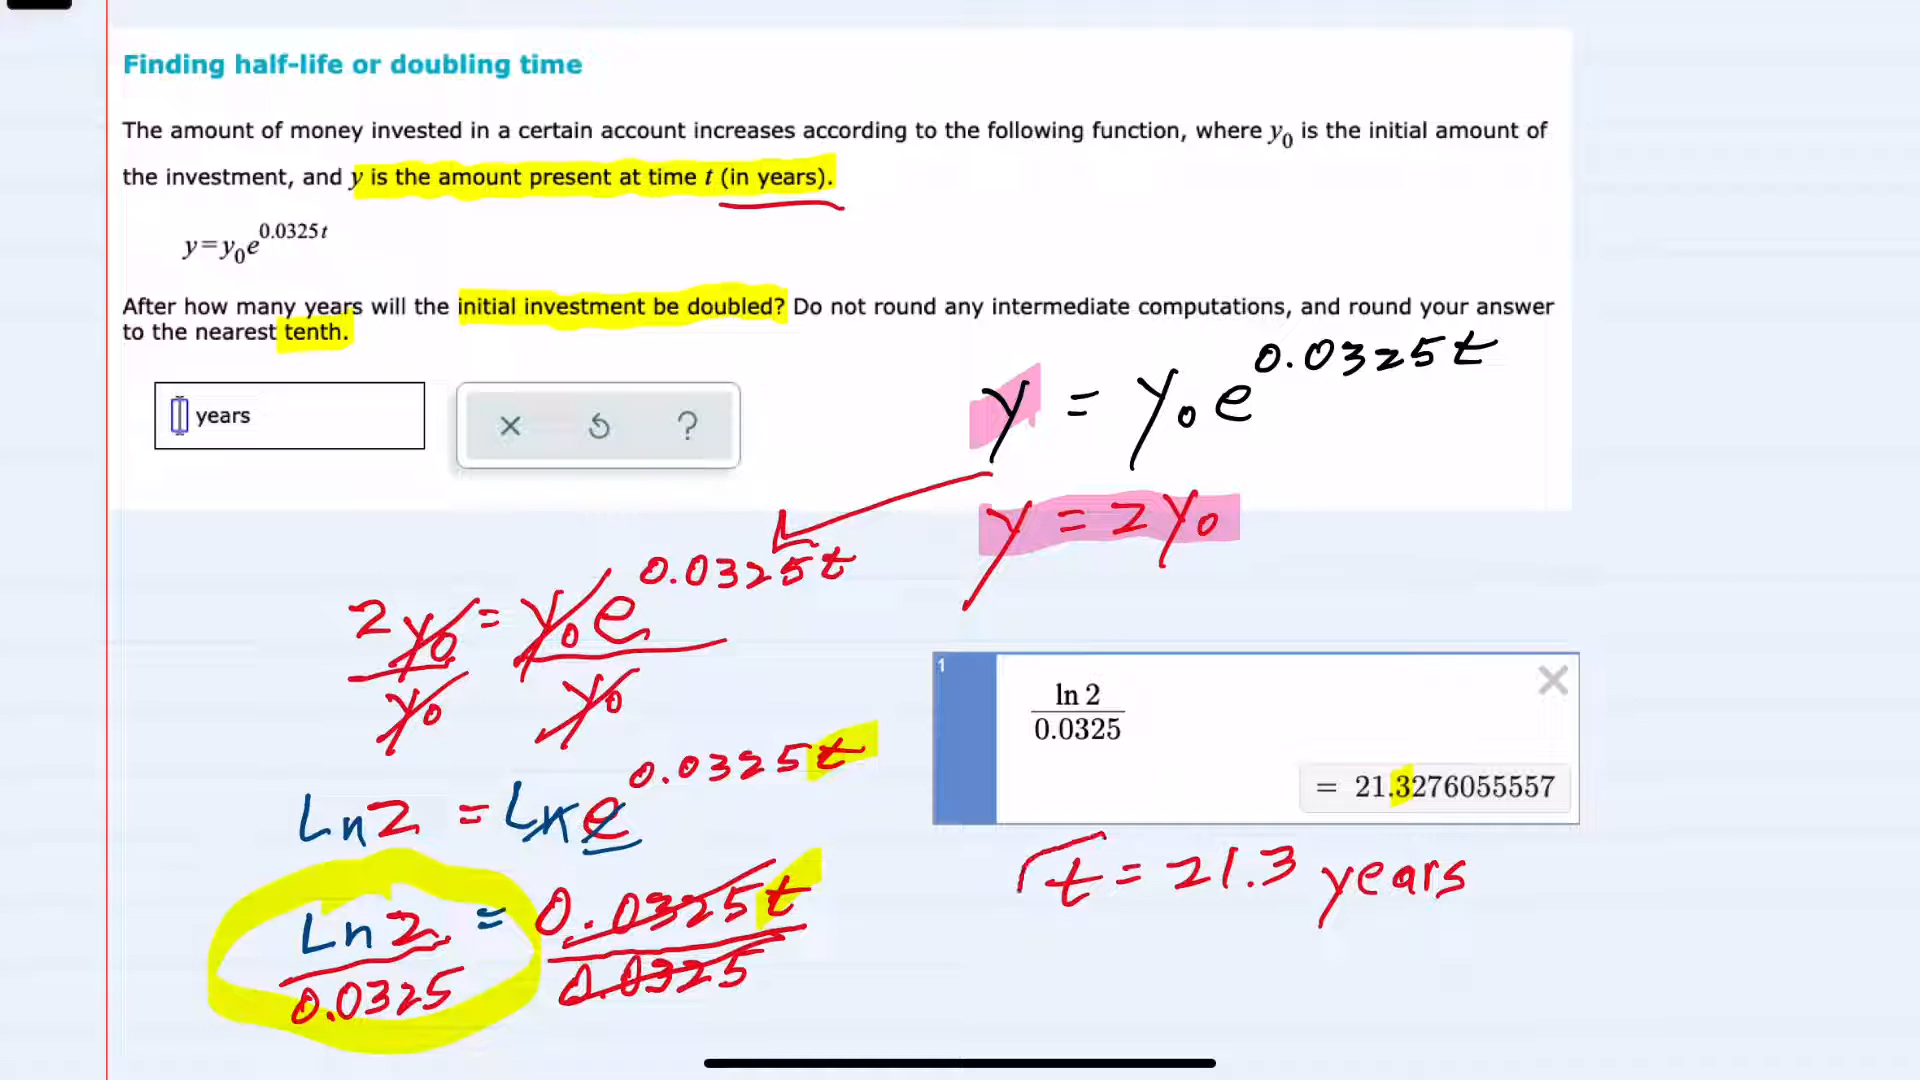 Finding half-life or doubling time
The amount of money invested in a certain account increases according to the following function, where y₀ is the initial amount of
the investment, and y is the amount present at time t (in years).
y=y₀e^0.0325t
After how many years will the initial investment be doubled? Do not round any intermediate computations, and round your answer
to the nearest tenth.
years
× ?
y = y₀e^0.0325t
y = 2y₀
2y₀ = y₀e^0.0325t
y₀ y₀
Ln2 = Lne^0.0325t
Ln2 = 0.0325t
0.0325 0.0325
1
ln 2
0.0325
= 21.3276055557
t = 21.3 years